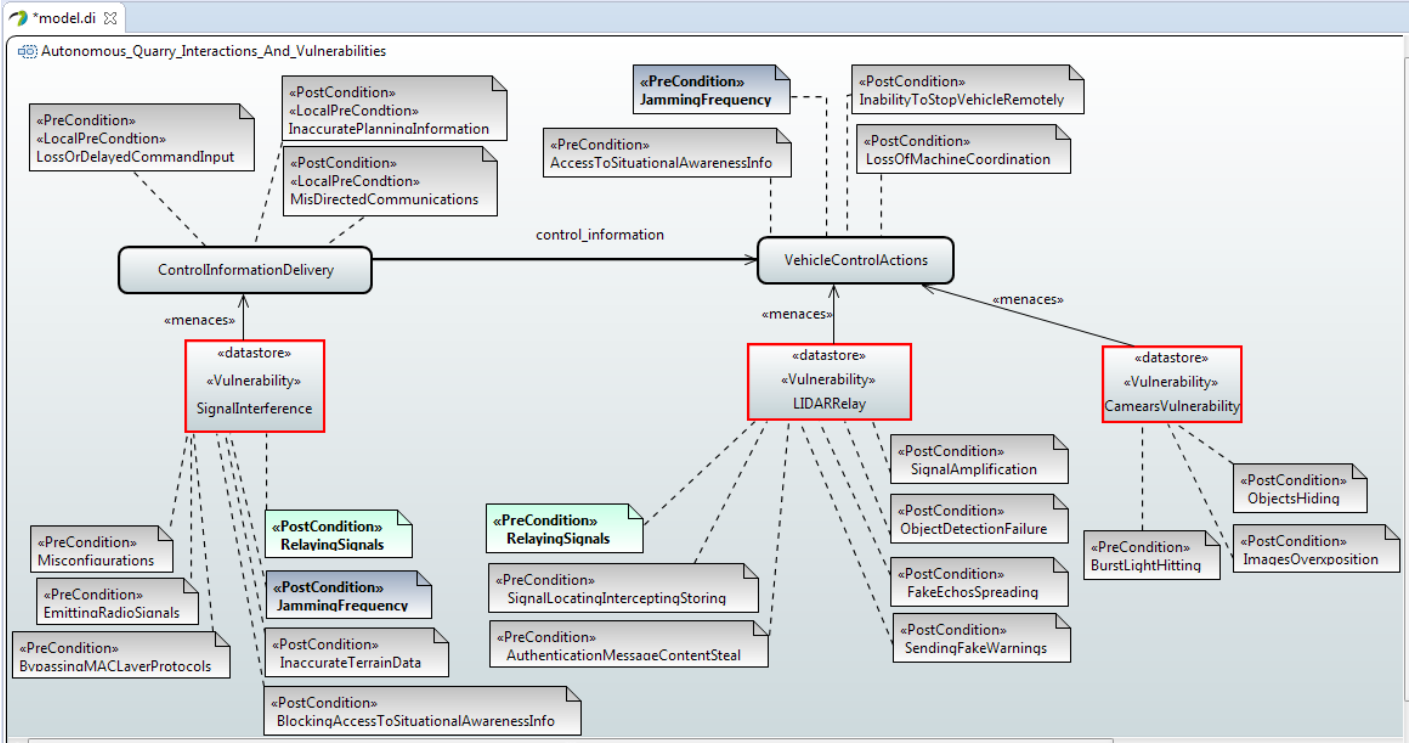 *model.di
Autonomous_Quarry_Interactions_And_Vulnerabilities
«PreCondition»
«LocalPreCondtion»
LossOrDelayedCommandInput
«PostCondition»
«LocalPreCondtion»
InaccuratePlanningInformation
«PostCondition»
«LocalPreCondtion»
MisDirectedCommunications
«PreCondition»
JammingFrequency
«PreCondition»
AccessToSituationalAwarenessInfo
«PostCondition»
InabilityToStopVehicleRemotely
«PostCondition»
LossOfMachineCoordination
control_information
ControlInformationDelivery
VehicleControlActions
«menaces»
«menaces»
«menaces»
«datastore»
«Vulnerability»
SignalInterference
«datastore»
«Vulnerability»
LIDARRelay
«datastore»
«Vulnerability»
CamearsVulnerability
«PreCondition»
Misconfigurations
«PreCondition»
EmittingRadioSignals
«PreCondition»
BypassingMACLayerProtocols
«PostCondition»
RelayingSignals
«PostCondition»
JammingFrequency
«PostCondition»
InaccurateTerrainData
«PostCondition»
BlockingAccessToSituationalAwarenessInfo
«PreCondition»
RelayingSignals
«PreCondition»
SignalLocatingInterceptingStoring
«PreCondition»
AuthenticationMessageContentSteal
«PostCondition»
SignalAmplification
«PostCondition»
ObjectDetectionFailure
«PostCondition»
FakeEchosSpreading
«PostCondition»
SendingFakeWarnings
«PreCondition»
BurstLightHitting
«PostCondition»
ObjectsHiding
«PostCondition»
ImagesOverxposition